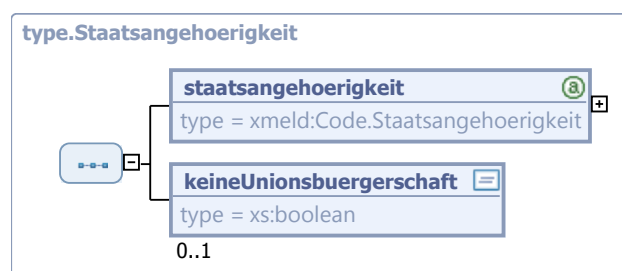 type.Staatsangehoerigkeit
staatsangehoerigkeit
type = xmeld:Code.Staatsangehoerigkeit
keineUnionsbuergerschaft
type = xs:boolean
0..1